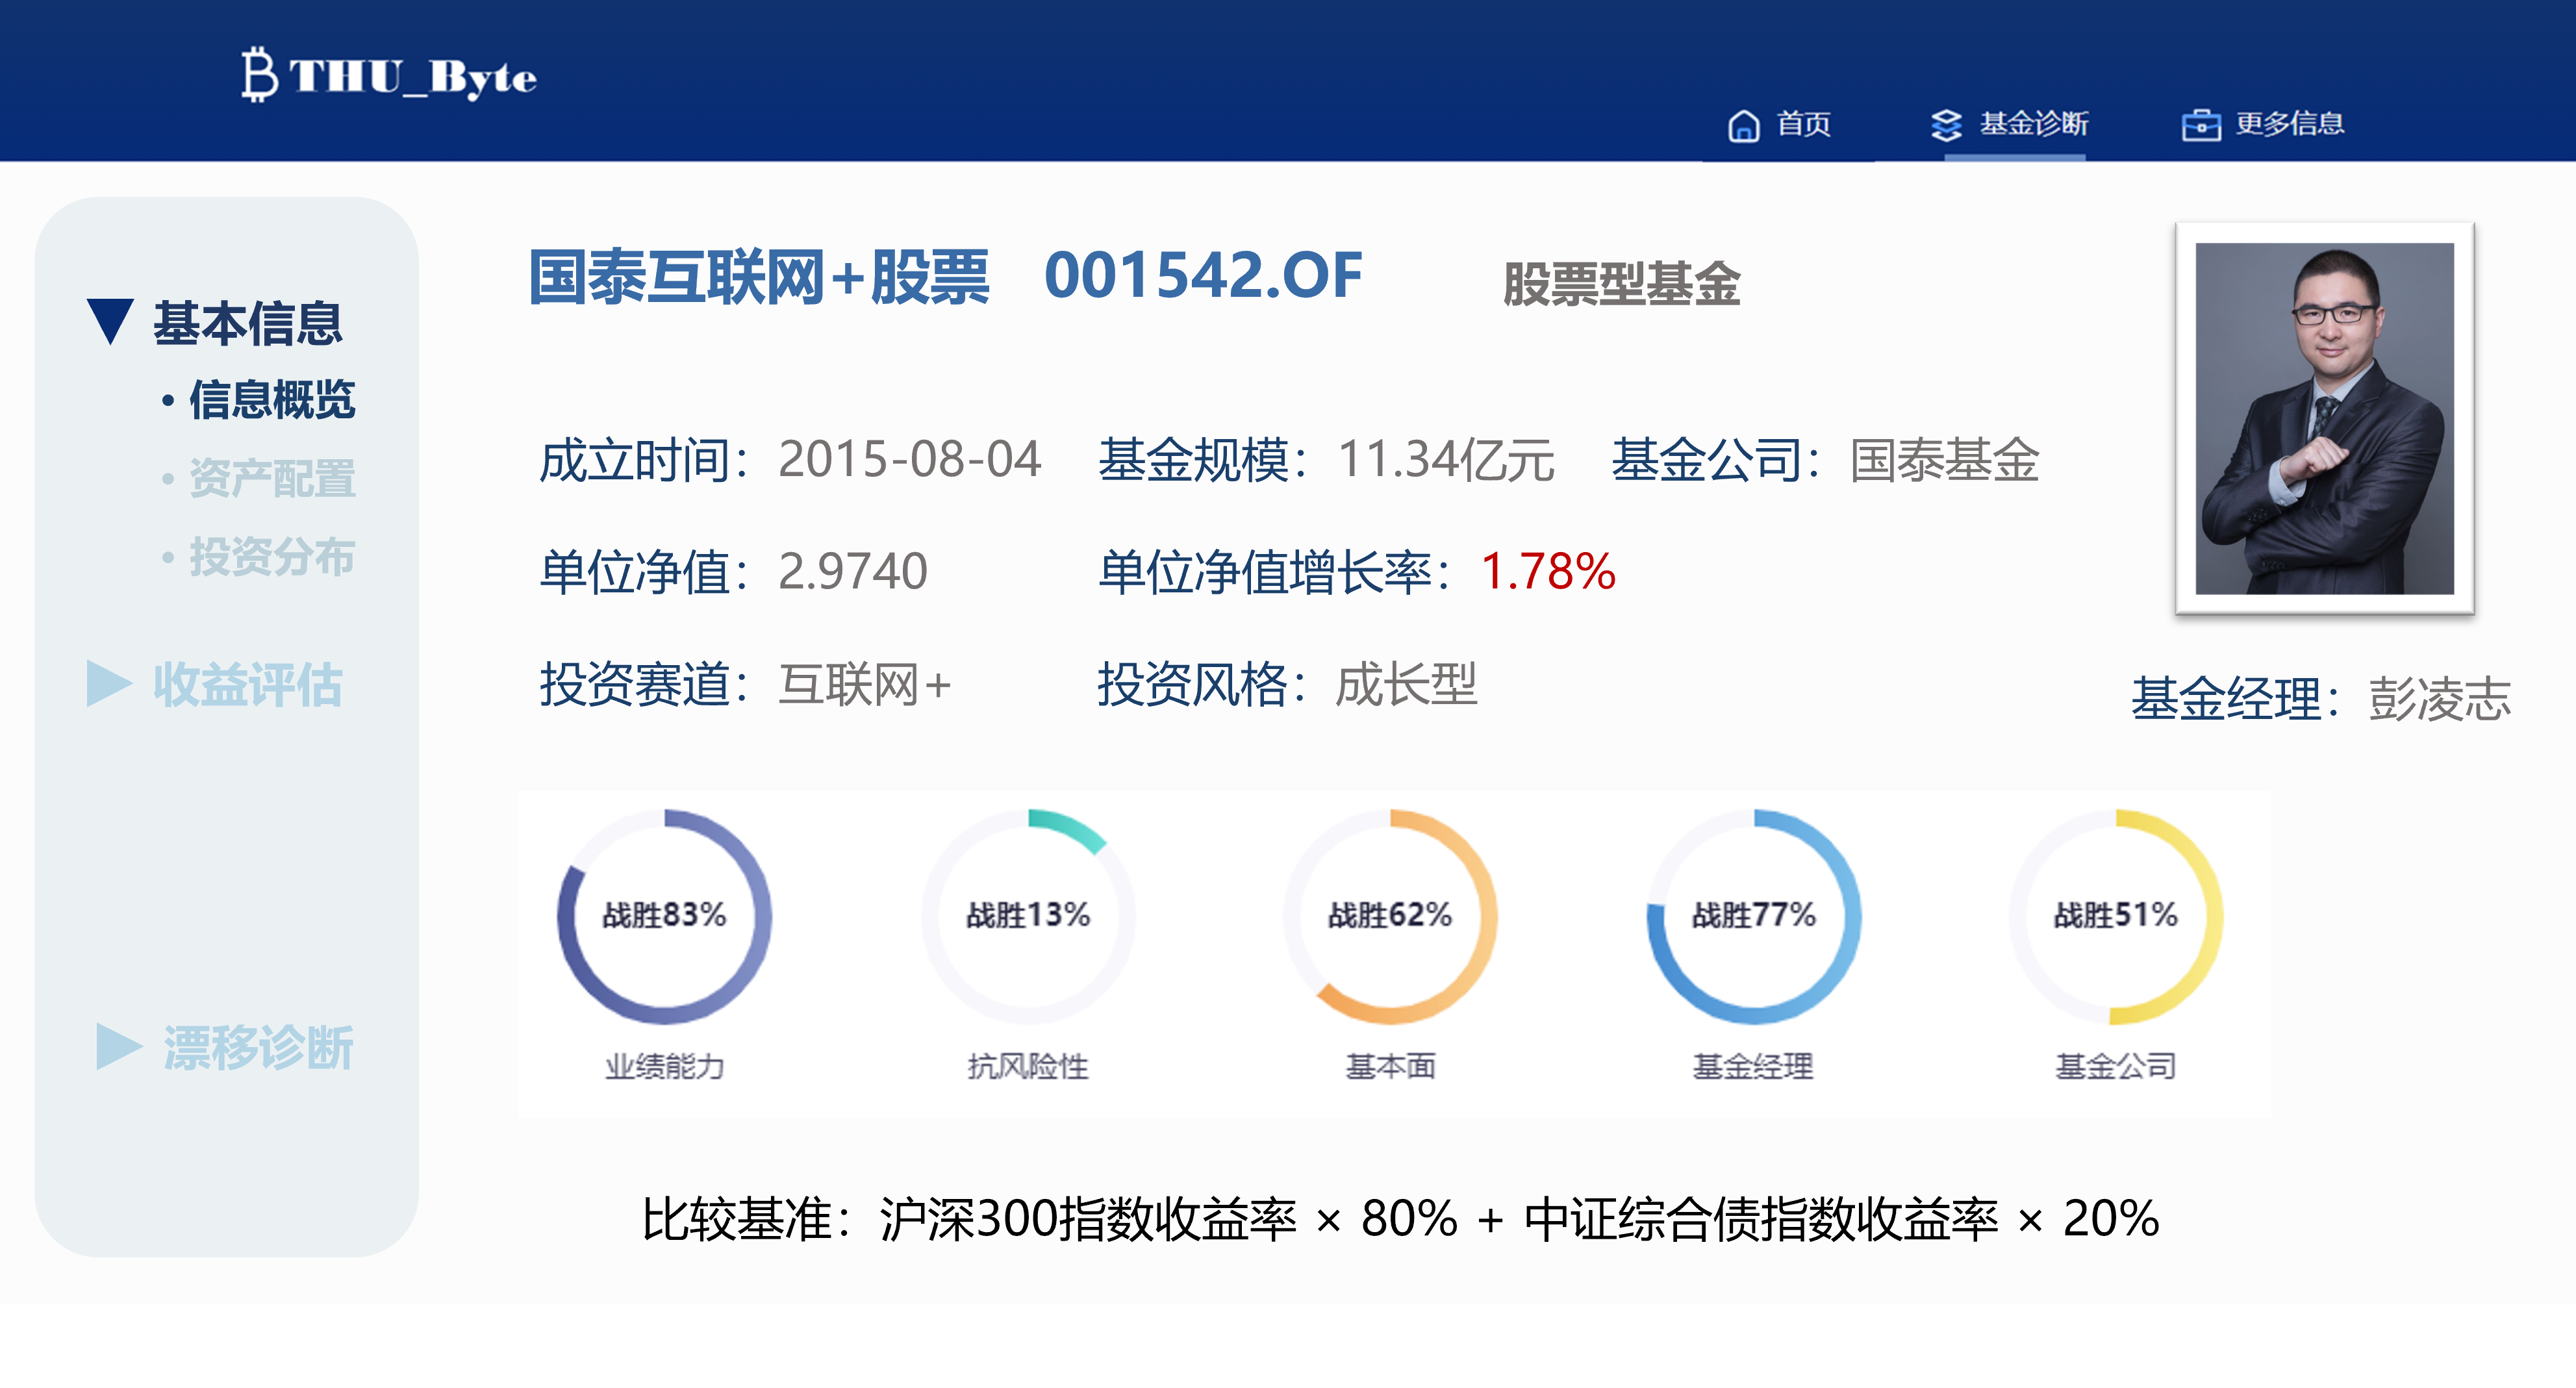 THU_Byte
首页 基金诊断 更多信息
基本信息
• 信息概览
• 资产配置
• 投资分布
收益评估
漂移诊断
国泰互联网+股票 001542.OF 股票型基金
成立时间：2015-08-04 基金规模：11.34亿元 基金公司：国泰基金
单位净值：2.9740 单位净值增长率：1.78%
投资赛道：互联网+ 投资风格：成长型
基金经理：彭凌志
战胜83% 战胜13% 战胜62% 战胜77% 战胜51%
业绩能力 抗风险性 基本面 基金经理 基金公司
比较基准：沪深300指数收益率 × 80% + 中证综合债指数收益率 × 20%